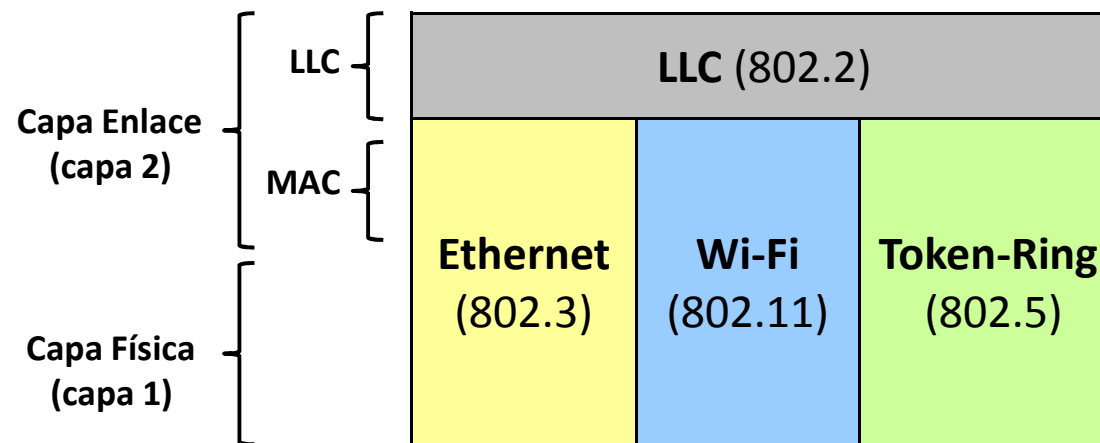 LLC
LLC (802.2)
Capa Enlace
(capa 2)
MAC
Ethernet
(802.3)
Wi-Fi
(802.11)
Token-Ring
(802.5)
Capa Física
(capa 1)